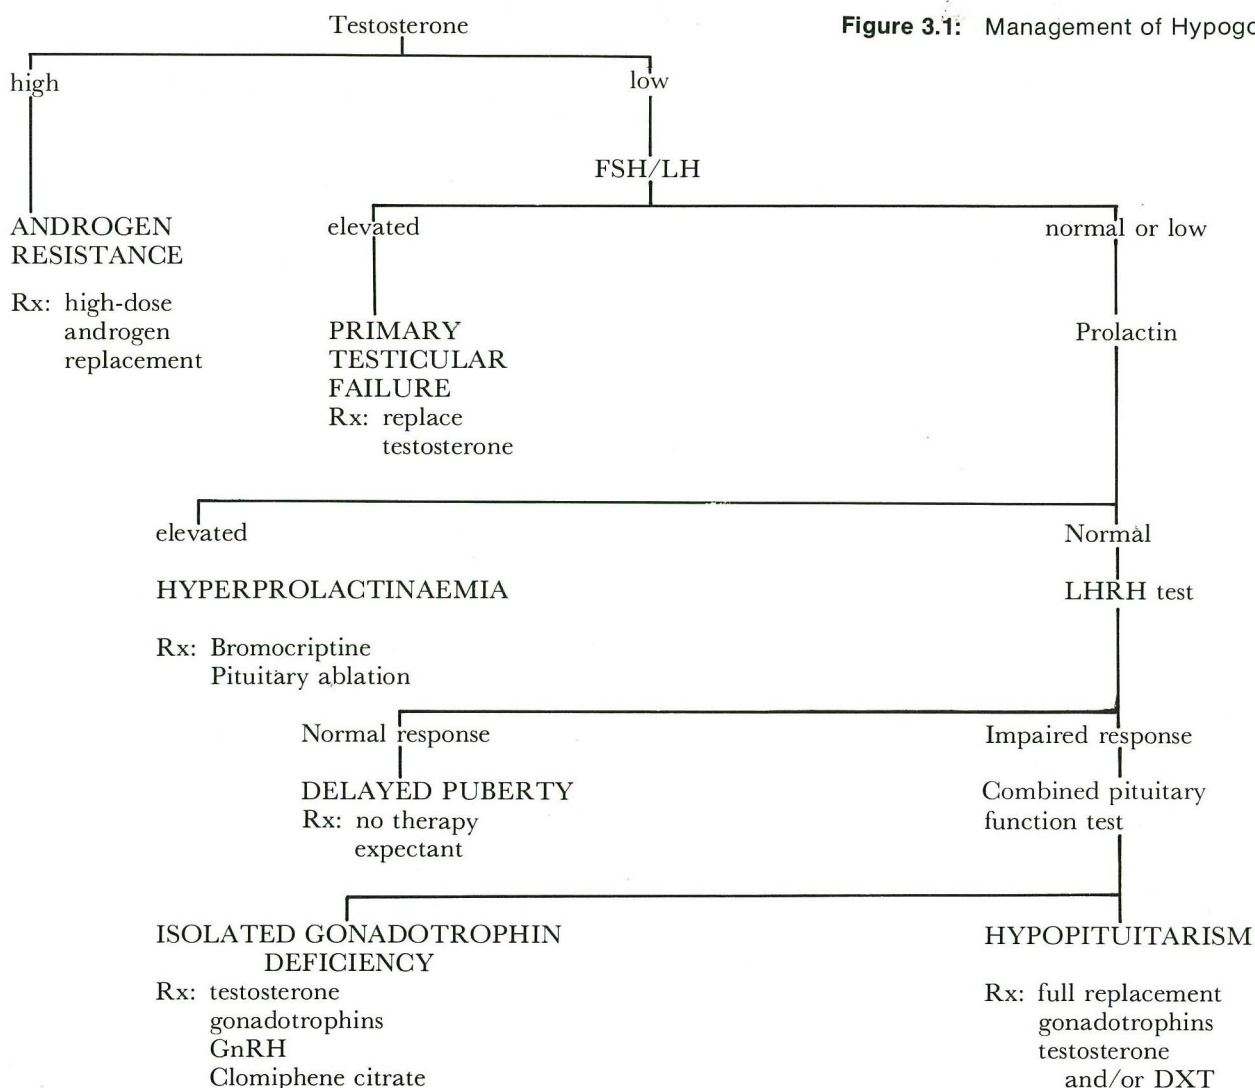 Testosterone
Figure 3.1: Management of Hypogo
high
low
FSH/LH
ANDROGEN
RESISTANCE
Rx: high-dose
androgen
replacement
elevated
normal or low
PRIMARY
TESTICULAR
FAILURE
Rx: replace
testosterone
Prolactin
elevated
Normal
HYPERPROLACTINAEMIA
LHRH test
Rx: Bromocriptine
Pituitary ablation
Normal response
Impaired response
DELAYED PUBERTY
Rx: no therapy
expectant
Combined pituitary
function test
ISOLATED GONADOTROPHIN
DEFICIENCY
Rx: testosterone
gonadotrophins
GnRH
Clomiphene citrate
HYPOPITUITARISM
Rx: full replacement
gonadotrophins
testosterone
and/or DXT